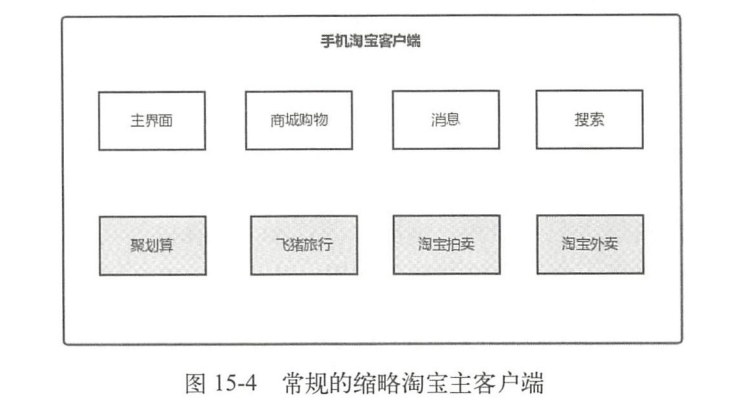 手机淘宝客户端
主界面 商城购物 消息 搜索
聚划算 飞猪旅行 淘宝拍卖 淘宝外卖
图 15-4 常规的缩略淘宝主客户端